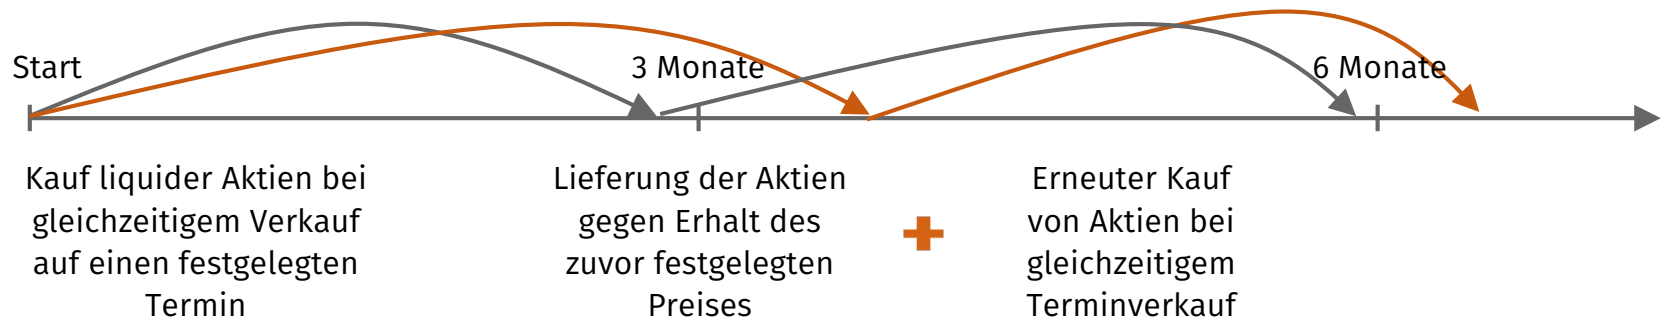 Start
3 Monate
6 Monate
Kauf liquider Aktien bei
gleichzeitigem Verkauf
auf einen festgelegten
Termin
Lieferung der Aktien
gegen Erhalt des
zuvor festgelegten
Preises
Erneuter Kauf
von Aktien bei
gleichzeitigem
Terminverkauf